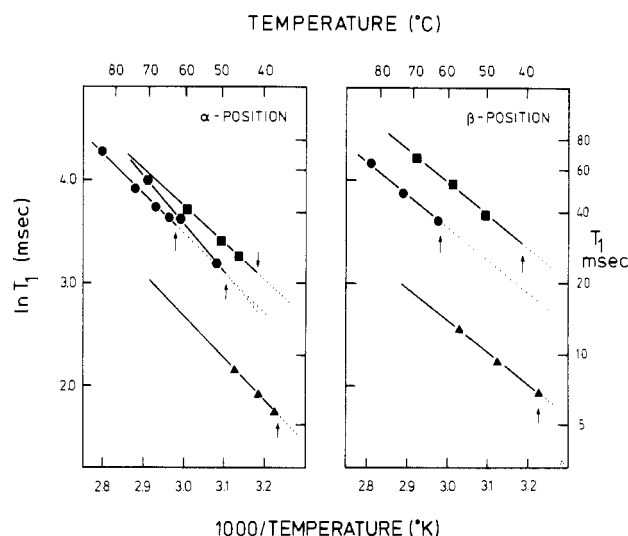 TEMPERATURE (°C)
80 70 60 50 40
80 70 60 50 40
α-POSITION
β-POSITION
4.0
3.0
2.0
ln T1 (msec)
80
60
40
20
10
5
T1
msec
2.8 2.9 3.0 3.1 3.2
2.8 2.9 3.0 3.1 3.2
1000/TEMPERATURE (°K)